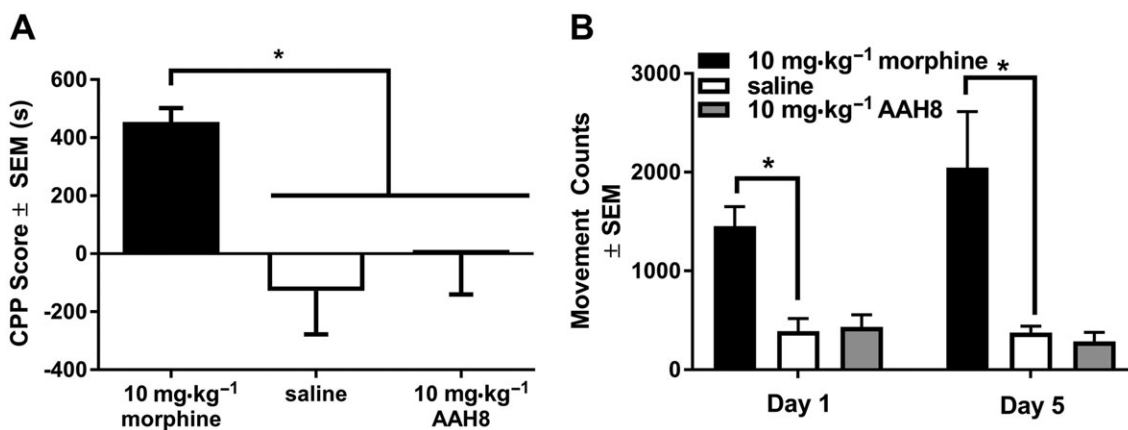 A
*
CPP Score ± SEM (s)
600
400
200
0
-200
-400
10 mg·kg⁻¹
morphine
saline
10 mg·kg⁻¹
AAH8
B
10 mg·kg⁻¹ morphine
saline
10 mg·kg⁻¹ AAH8
*
*
Movement Counts
± SEM
3000
2000
1000
0
Day 1
Day 5